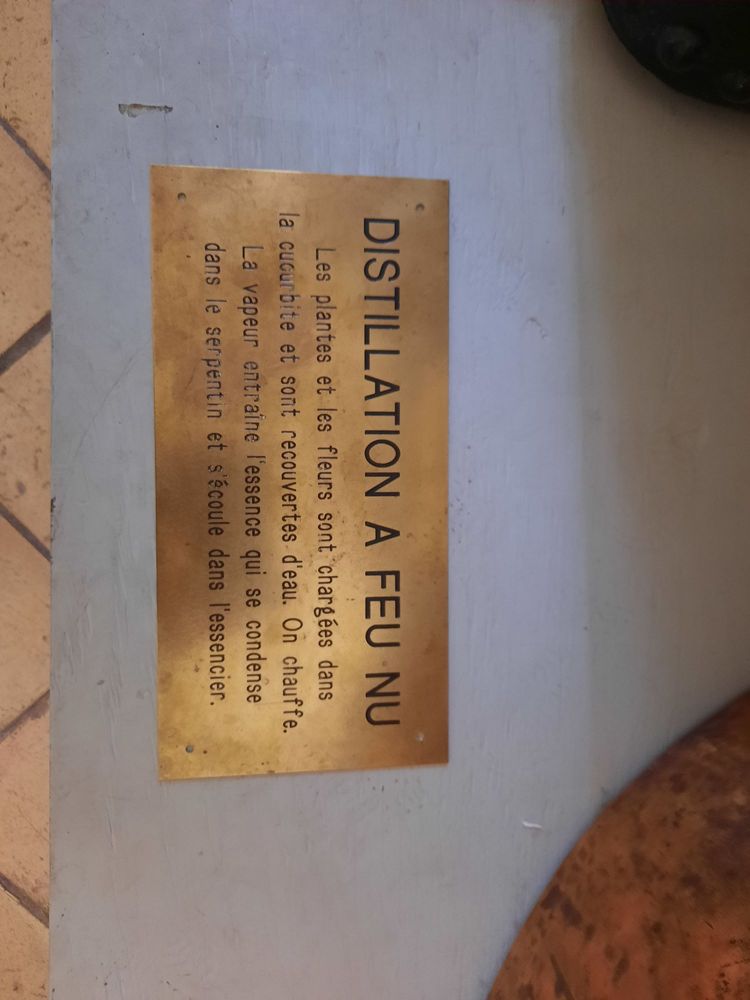 DISTILLATION A FEU NU
Les plantes et les fleurs sont chargées dans
la cucurbite et sont recouvertes d'eau. On chauffe.
La vapeur entraîne l'essence qui se condense
dans le serpentin et s'écoule dans l'essencier.